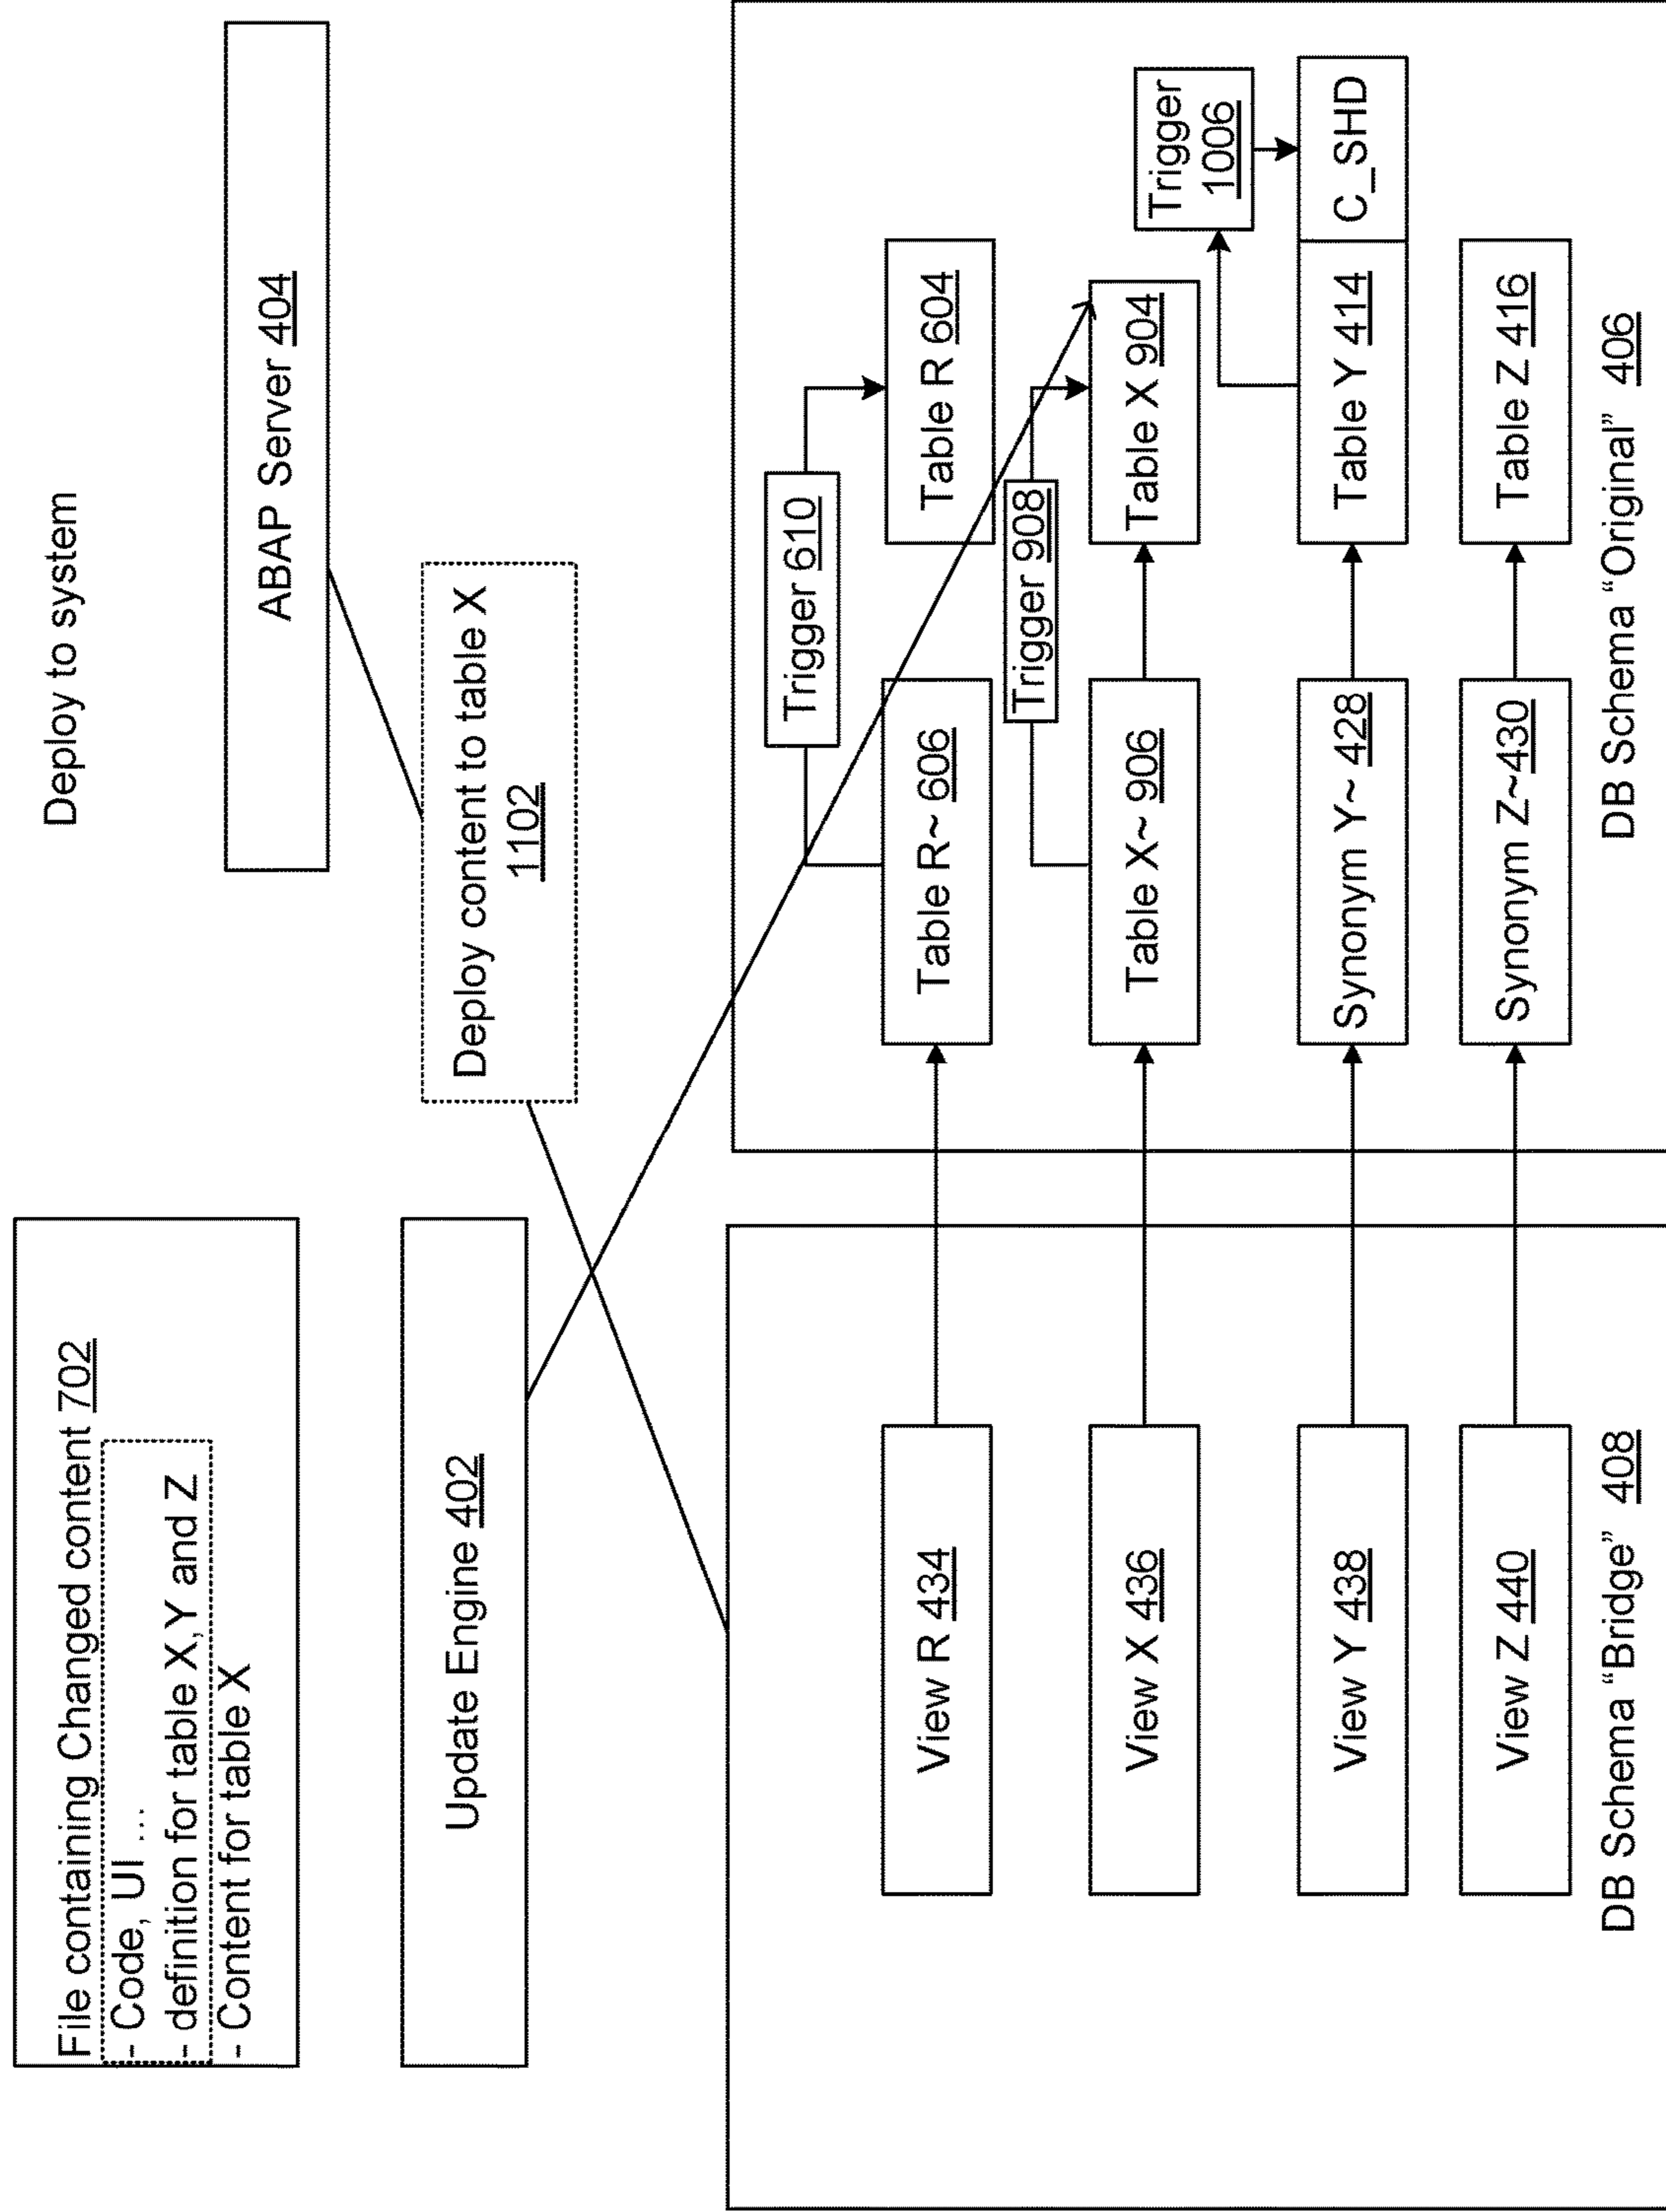 Deploy to system
File containing Changed content 702
- Code, UI ...
- definition for table X,Y and Z
- Content for table X
ABAP Server 404
Update Engine 402
Deploy content to table X
1102
Trigger 610
View R 434
Table R~ 606
Table R 604
Trigger 908
View X 436
Table X~ 906
Table X 904
Trigger
1006
View Y 438
Synonym Y~ 428
Table Y 414
C_SHD
View Z 440
Synonym Z~430
Table Z 416
DB Schema “Bridge” 408
DB Schema “Original” 406